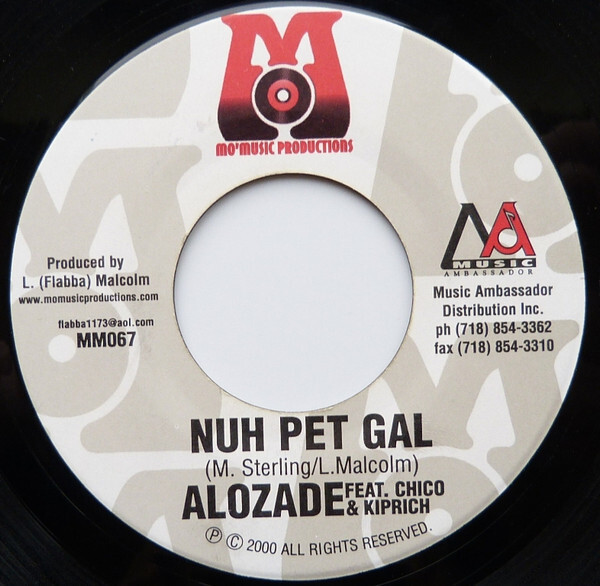 M
MO'MUSIC PRODUCTIONS
Produced by
L. (Flabba) Malcolm
www.momusicproductions.com
flabba1173@aol.com
MM067
MA
MUSIC
AMBASSADOR
Music Ambassador
Distribution Inc.
ph (718) 854-3362
fax (718) 854-3310
NUH PET GAL
(M. Sterling/L.Malcolm)
ALOZADE FEAT. CHICO
& KIPRICH
℗ © 2000 ALL RIGHTS RESERVED.